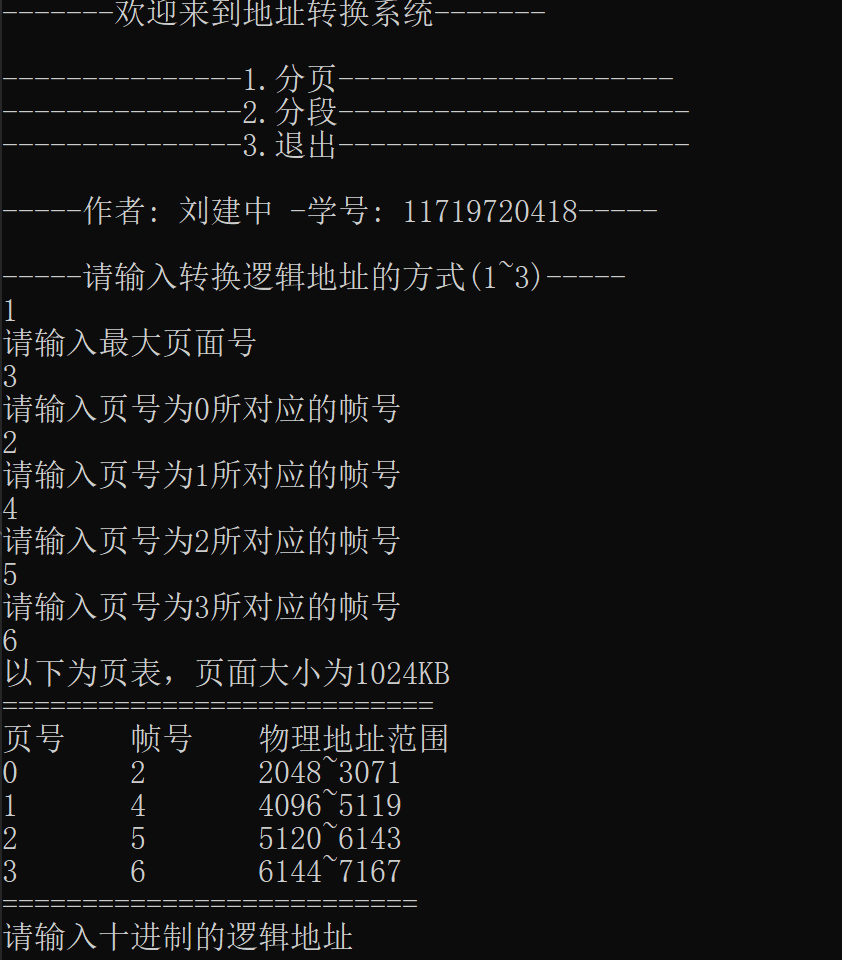 -------欢迎来到地址转换系统-------
---------------1.分页---------------------
---------------2.分段----------------------
---------------3.退出----------------------
-----作者: 刘建中 -学号: 11719720418-----
-----请输入转换逻辑地址的方式(1~3)-----
1
请输入最大页面号
3
请输入页号为0所对应的帧号
2
请输入页号为1所对应的帧号
4
请输入页号为2所对应的帧号
5
请输入页号为3所对应的帧号
6
以下为页表，页面大小为1024KB
===========================
页号 帧号 物理地址范围
0 2 2048~3071
1 4 4096~5119
2 5 5120~6143
3 6 6144~7167
==========================
请输入十进制的逻辑地址